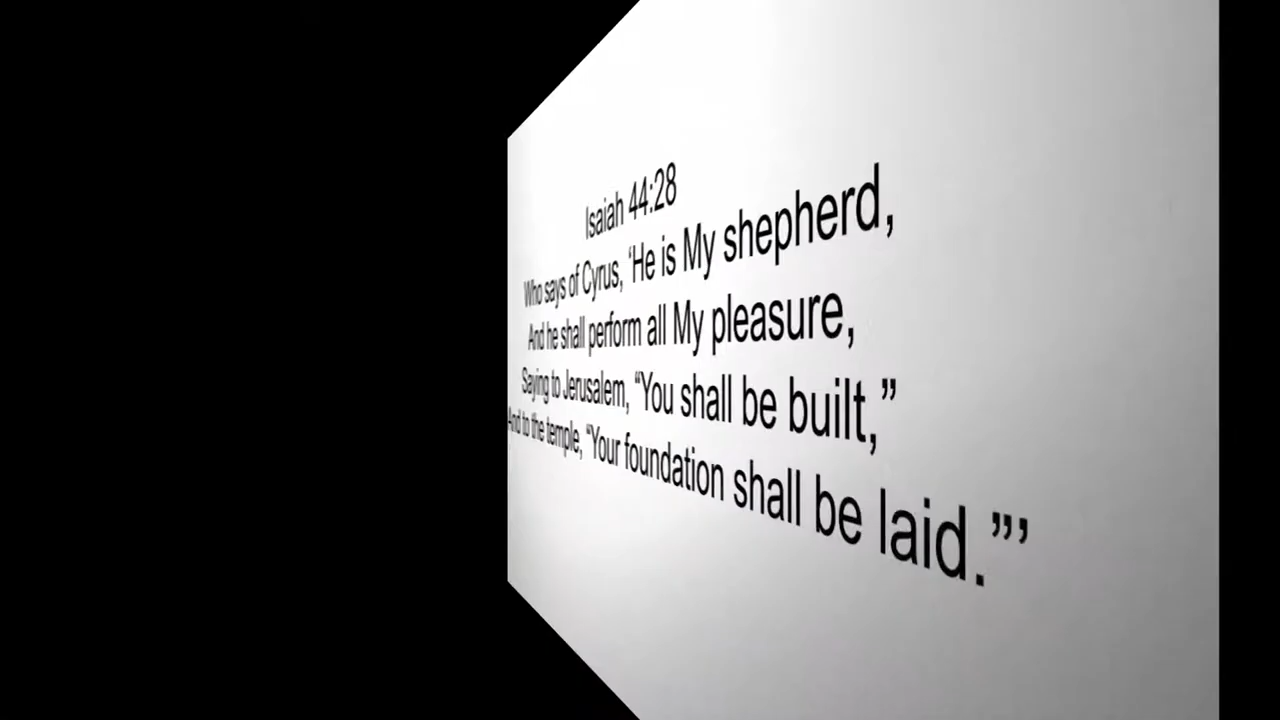 Isaiah 44:28
Who says of Cyrus, ‘He is My shepherd,
And he shall perform all My pleasure,
Saying to Jerusalem, “You shall be built,”
And to the temple, “Your foundation shall be laid.”’